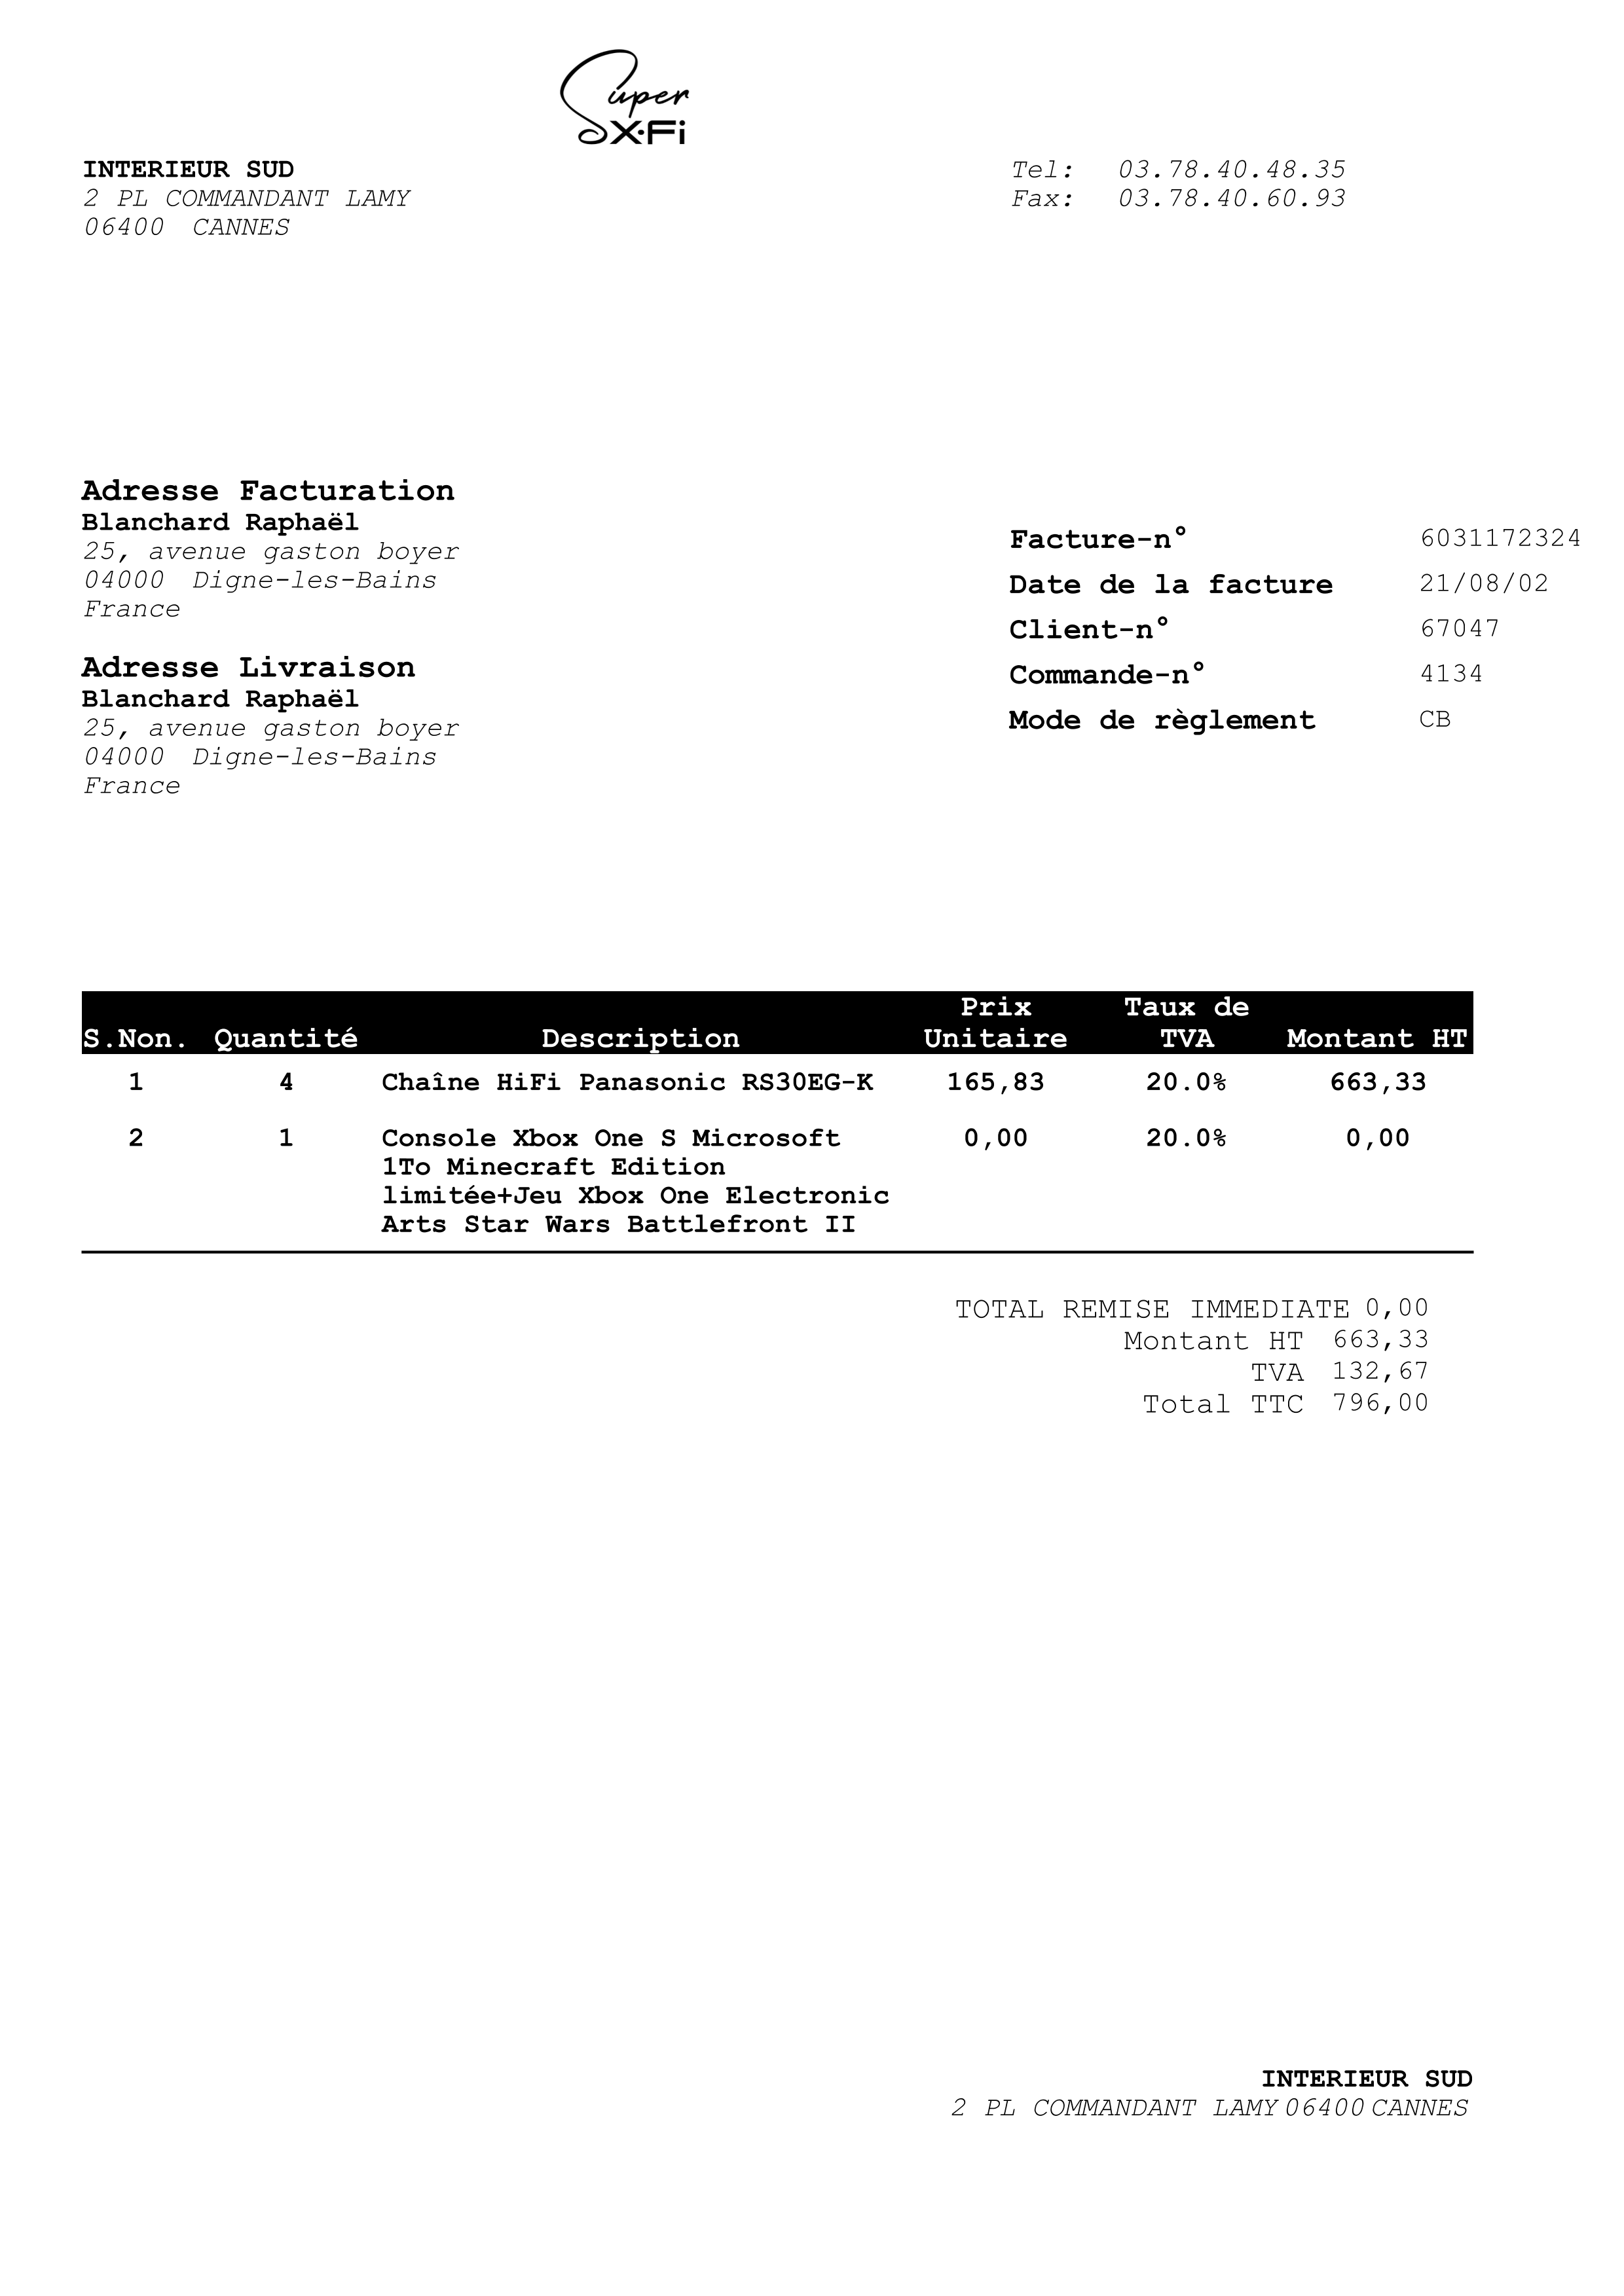 Super
X-Fi
INTERIEUR SUD
2 PL COMMANDANT LAMY
06400 CANNES
Tel: 03.78.40.48.35
Fax: 03.78.40.60.93
Adresse Facturation
Blanchard Raphaël
25, avenue gaston boyer
04000 Digne-les-Bains
France
Adresse Livraison
Blanchard Raphaël
25, avenue gaston boyer
04000 Digne-les-Bains
France
Facture-n° 6031172324
Date de la facture 21/08/02
Client-n° 67047
Commande-n° 4134
Mode de règlement CB
Prix Taux de
S.Non. Quantité Description Unitaire TVA Montant HT
1 4 Chaîne HiFi Panasonic RS30EG-K 165,83 20.0% 663,33
2 1 Console Xbox One S Microsoft 0,00 20.0% 0,00
1To Minecraft Edition
limitée+Jeu Xbox One Electronic
Arts Star Wars Battlefront II
TOTAL REMISE IMMEDIATE 0,00
Montant HT 663,33
TVA 132,67
Total TTC 796,00
INTERIEUR SUD
2 PL COMMANDANT LAMY 06400 CANNES